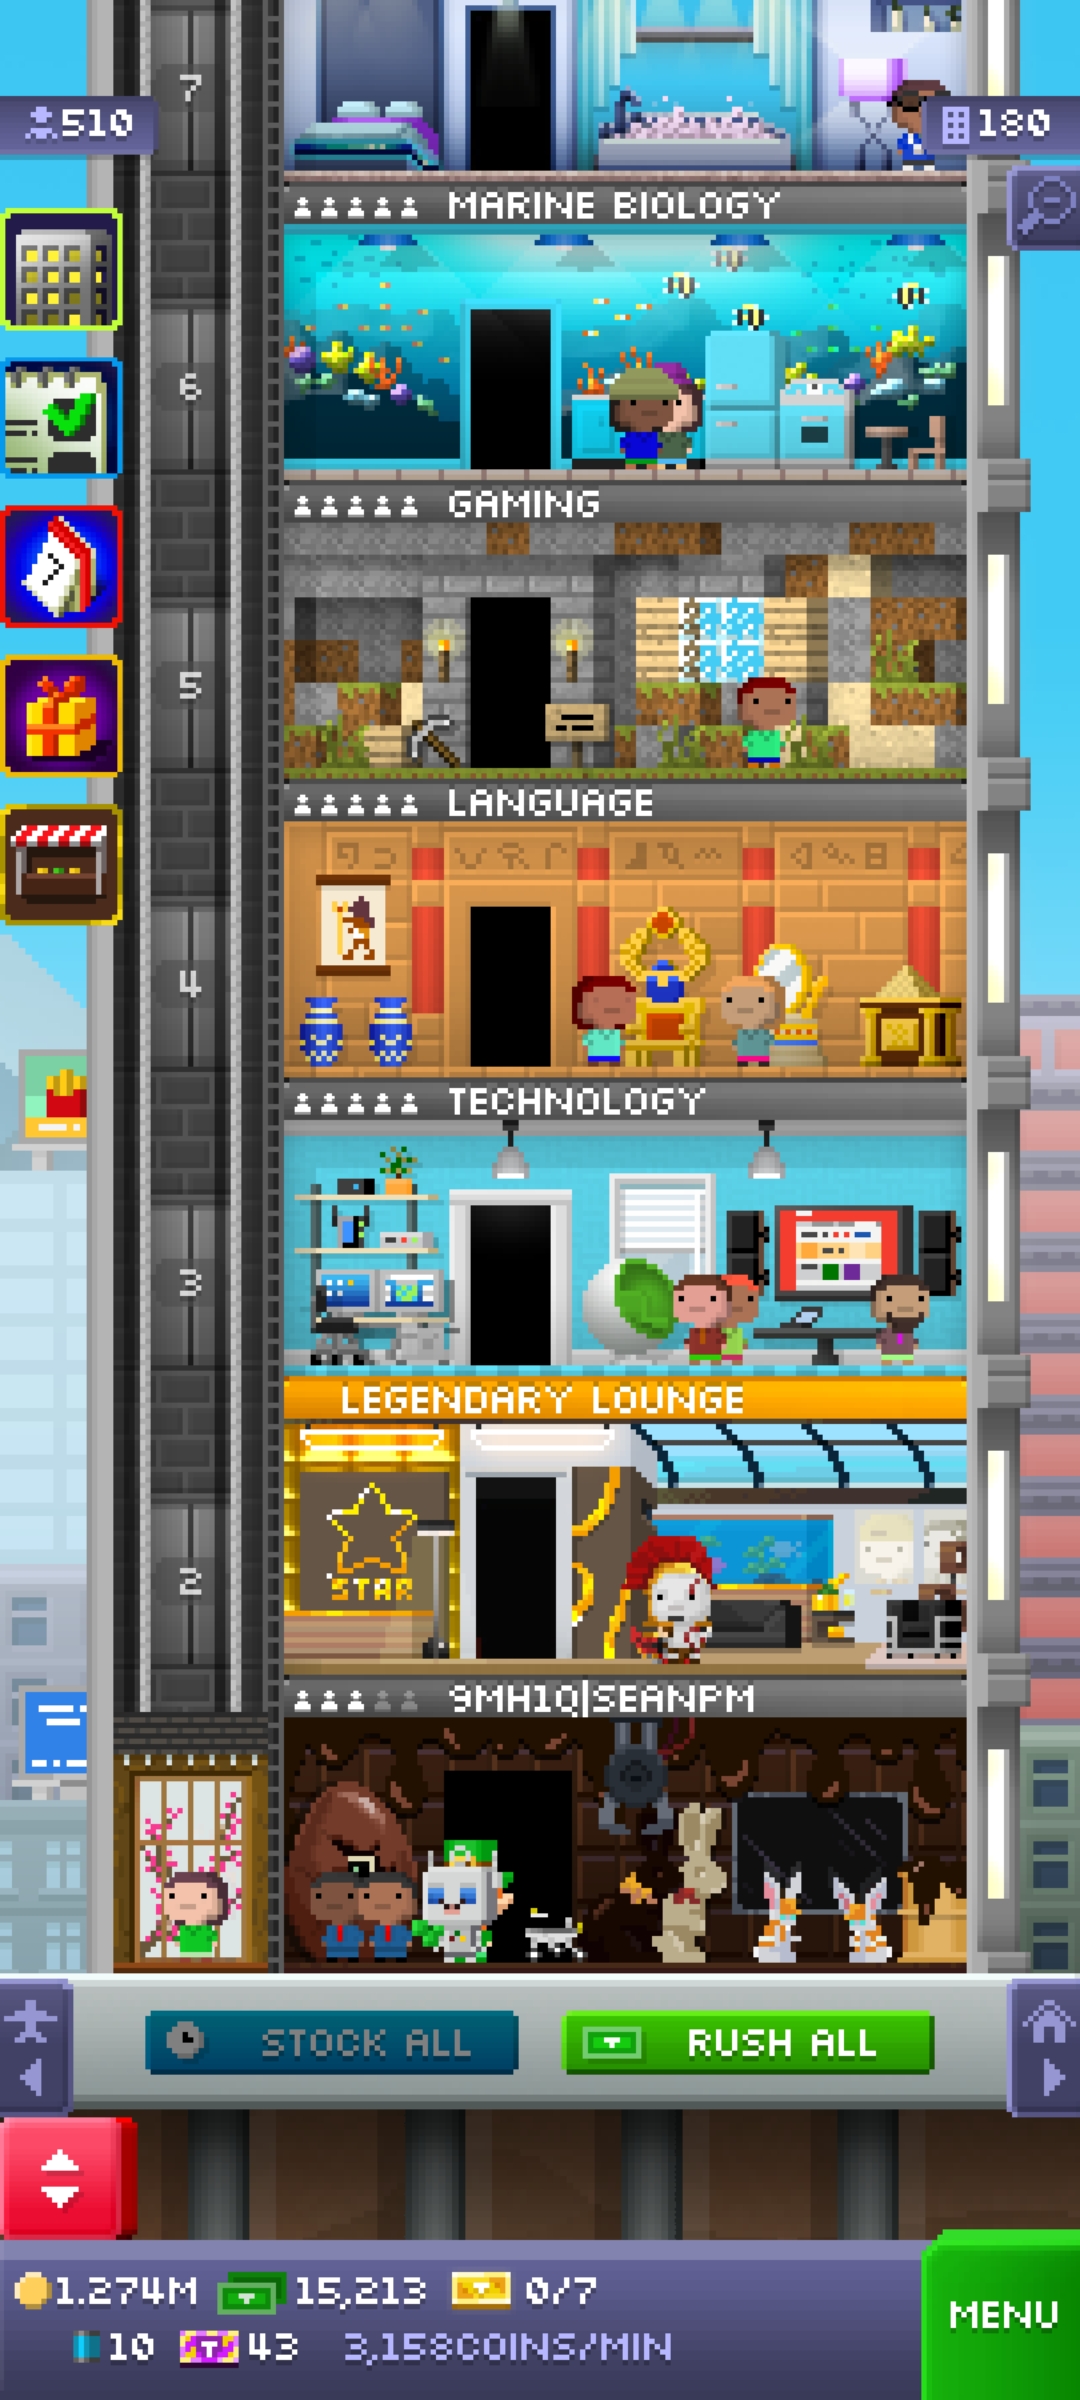 7
510
180
MARINE BIOLOGY
6
GAMING
5
LANGUAGE
4
TECHNOLOGY
3
LEGENDARY LOUNGE
STAR
2
9MH1Q|SEANPM
STOCK ALL
RUSH ALL
1.274M
15,213
0/7
MENU
10
43
3,158COINS/MIN